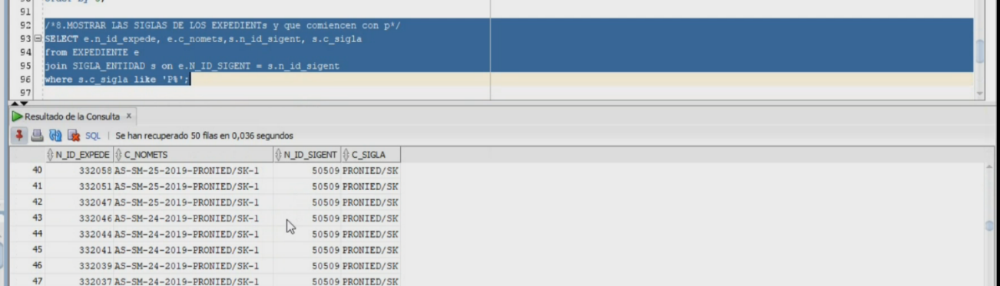 91
92 /*8.MOSTRAR LAS SIGLAS DE LOS EXPEDIENTs y que comiencen con p*/
93 SELECT e.n_id_expede, e.c_nomets,s.n_id_sigent, s.c_sigla
94 from EXPEDIENTE e
95 join SIGLA_ENTIDAD s on e.N_ID_SIGENT = s.n_id_sigent
96 where s.c_sigla like 'P%';
97
Resultado de la Consulta x
SQL | Se han recuperado 50 filas en 0,036 segundos
N_ID_EXPEDE C_NOMETS N_ID_SIGENT C_SIGLA
40 332058 AS-SM-25-2019-PRONIED/SK-1 50509 PRONIED/SK
41 332051 AS-SM-25-2019-PRONIED/SK-1 50509 PRONIED/SK
42 332047 AS-SM-25-2019-PRONIED/SK-1 50509 PRONIED/SK
43 332046 AS-SM-24-2019-PRONIED/SK-1 50509 PRONIED/SK
44 332044 AS-SM-24-2019-PRONIED/SK-1 50509 PRONIED/SK
45 332041 AS-SM-24-2019-PRONIED/SK-1 50509 PRONIED/SK
46 332039 AS-SM-24-2019-PRONIED/SK-1 50509 PRONIED/SK
47 332037 AS-SM-24-2019-PRONIED/SK-1 50509 PRONIED/SK